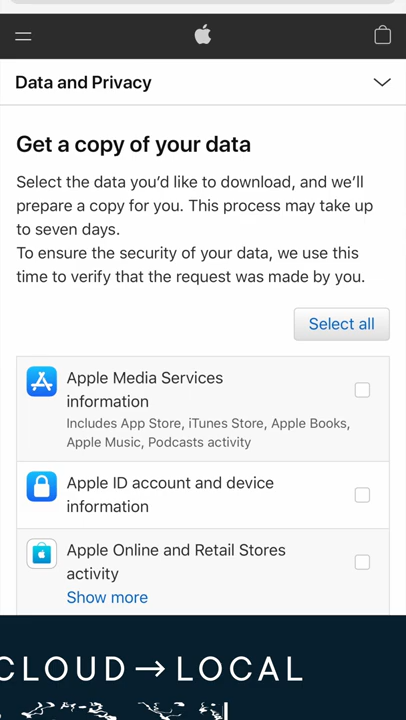 Data and Privacy
Get a copy of your data
Select the data you’d like to download, and we’ll
prepare a copy for you. This process may take up
to seven days.
To ensure the security of your data, we use this
time to verify that the request was made by you.
Select all
Apple Media Services
information
Includes App Store, iTunes Store, Apple Books,
Apple Music, Podcasts activity
Apple ID account and device
information
Apple Online and Retail Stores
activity
Show more
CLOUD→LOCAL